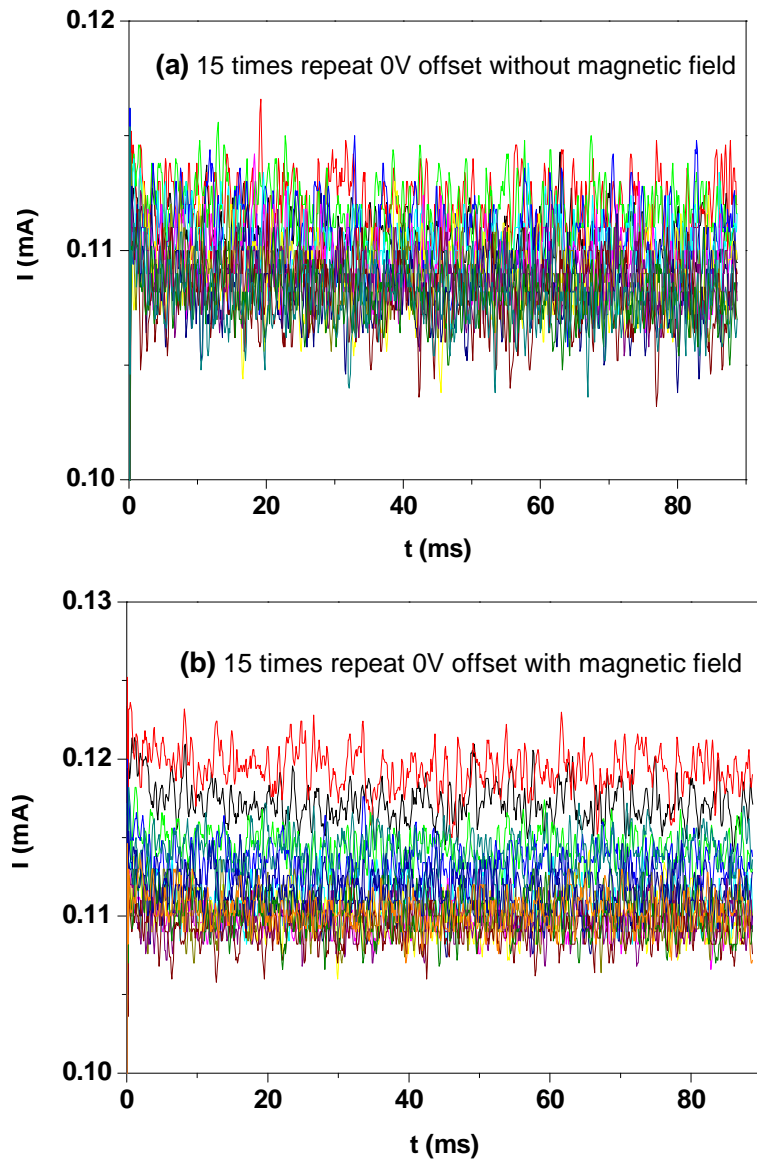 0.12
(a) 15 times repeat 0V offset without magnetic field
I (mA)
0.11
0.10
0 20 40 60 80
t (ms)
0.13
(b) 15 times repeat 0V offset with magnetic field
0.12
I (mA)
0.11
0.10
0 20 40 60 80
t (ms)